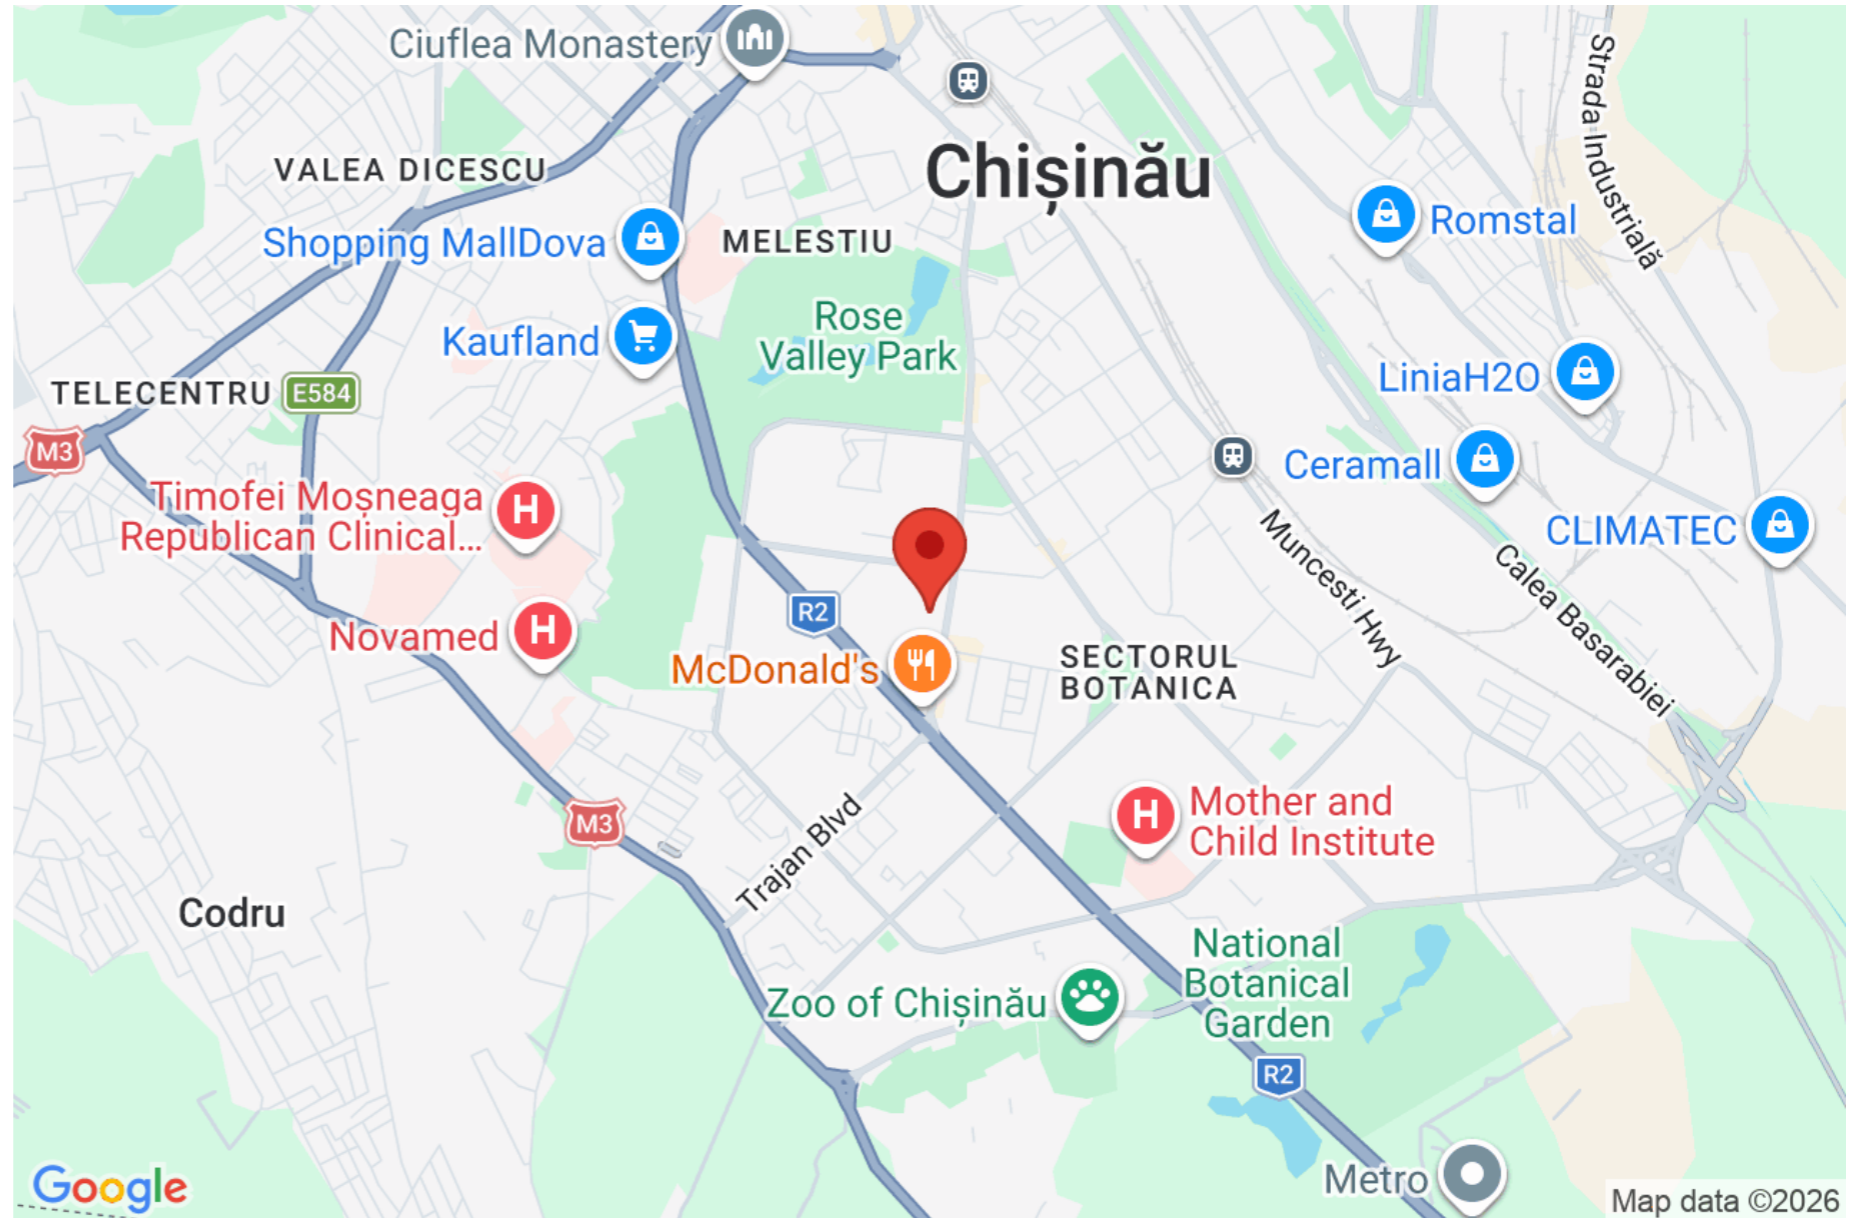 Ciuflea Monastery
Strada Industrială
VALEA DICESCU
Chișinău
Romstal
Shopping MallDova
MELESTIU
Rose
Valley Park
Kaufland
LiniaH2O
TELECENTRU
E584
M3
Ceramall
Timofei Moșneaga
Republican Clinical...
CLIMATEC
Muncesti Hwy
Calea Basarabiei
R2
Novamed
McDonald's
SECTORUL
BOTANICA
M3
Trajan Blvd
Mother and
Child Institute
Codru
National
Botanical
Garden
Zoo of Chișinău
R2
Metro
Google
Map data ©2026